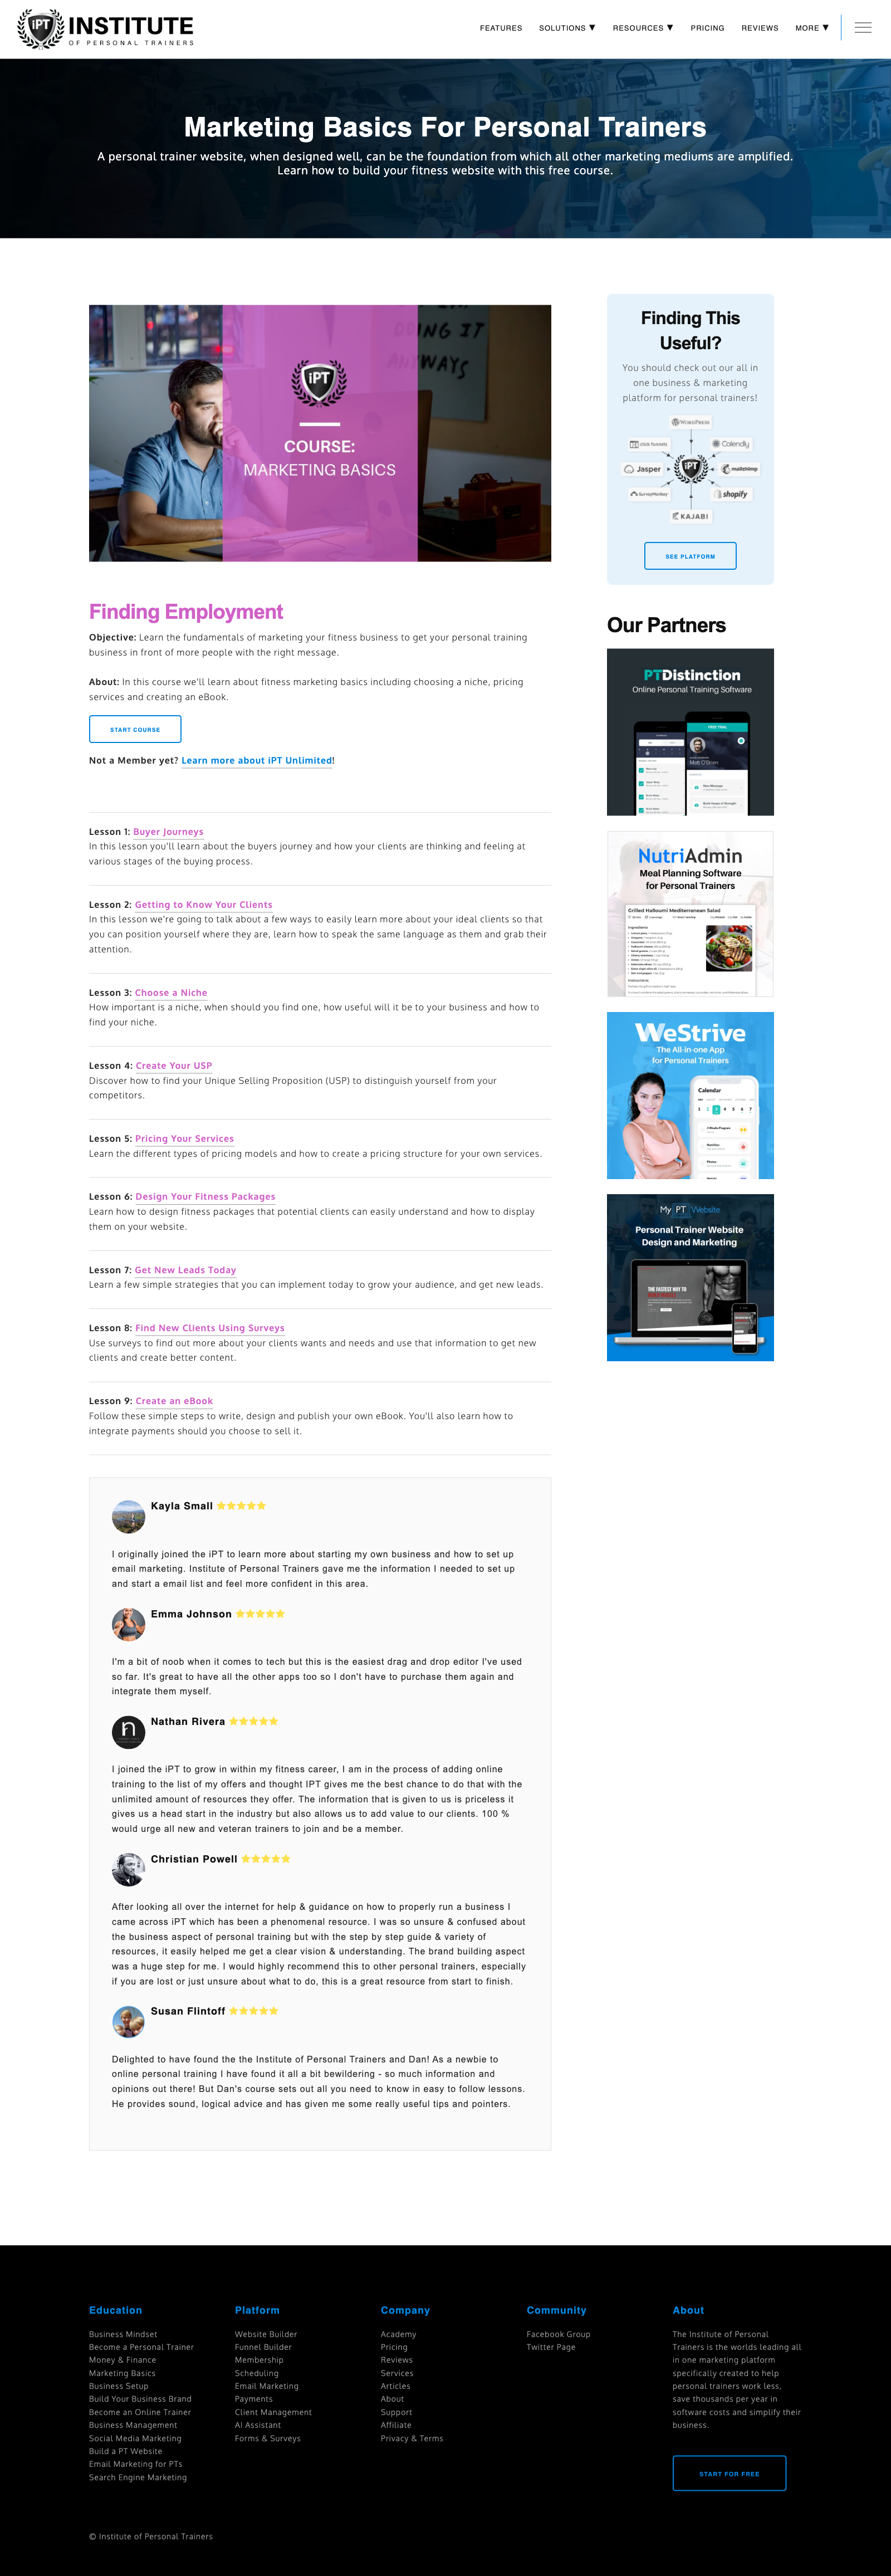 iPT INSTITUTE
OF PERSONAL TRAINERS
FEATURES SOLUTIONS ▼ RESOURCES ▼ PRICING REVIEWS MORE ▼
Marketing Basics For Personal Trainers
A personal trainer website, when designed well, can be the foundation from which all other marketing mediums are amplified.
Learn how to build your fitness website with this free course.
DOING IT
ANYWAYS
iPT
COURSE:
MARKETING BASICS
Finding Employment
Objective: Learn the fundamentals of marketing your fitness business to get your personal training
business in front of more people with the right message.
About: In this course we'll learn about fitness marketing basics including choosing a niche, pricing
services and creating an eBook.
START COURSE
Not a Member yet? Learn more about iPT Unlimited!
Lesson 1: Buyer Journeys
In this lesson you'll learn about the buyers journey and how your clients are thinking and feeling at
various stages of the buying process.
Lesson 2: Getting to Know Your Clients
In this lesson we're going to talk about a few ways to easily learn more about your ideal clients so that
you can position yourself where they are, learn how to speak the same language as them and grab their
attention.
Lesson 3: Choose a Niche
How important is a niche, when should you find one, how useful will it be to your business and how to
find your niche.
Lesson 4: Create Your USP
Discover how to find your Unique Selling Proposition (USP) to distinguish yourself from your
competitors.
Lesson 5: Pricing Your Services
Learn the different types of pricing models and how to create a pricing structure for your own services.
Lesson 6: Design Your Fitness Packages
Learn how to design fitness packages that potential clients can easily understand and how to display
them on your website.
Lesson 7: Get New Leads Today
Learn a few simple strategies that you can implement today to grow your audience, and get new leads.
Lesson 8: Find New Clients Using Surveys
Use surveys to find out more about your clients wants and needs and use that information to get new
clients and create better content.
Lesson 9: Create an eBook
Follow these simple steps to write, design and publish your own eBook. You'll also learn how to
integrate payments should you choose to sell it.
Kayla Small ⭐⭐⭐⭐⭐
I originally joined the iPT to learn more about starting my own business and how to set up
email marketing. Institute of Personal Trainers gave me the information I needed to set up
and start a email list and feel more confident in this area.
Emma Johnson ⭐⭐⭐⭐⭐
I'm a bit of noob when it comes to tech but this is the easiest drag and drop editor I've used
so far. It's great to have all the other apps too so I don't have to purchase them again and
integrate them myself.
n
Nathan Rivera ⭐⭐⭐⭐⭐
I joined the iPT to grow in within my fitness career, I am in the process of adding online
training to the list of my offers and thought IPT gives me the best chance to do that with the
unlimited amount of resources they offer. The information that is given to us is priceless it
gives us a head start in the industry but also allows us to add value to our clients. 100 %
would urge all new and veteran trainers to join and be a member.
Christian Powell ⭐⭐⭐⭐⭐
After looking all over the internet for help & guidance on how to properly run a business I
came across iPT which has been a phenomenal resource. I was so unsure & confused about
the business aspect of personal training but with the step by step guide & variety of
resources, it easily helped me get a clear vision & understanding. The brand building aspect
was a huge step for me. I would highly recommend this to other personal trainers, especially
if you are lost or just unsure about what to do, this is a great resource from start to finish.
Susan Flintoff ⭐⭐⭐⭐⭐
Delighted to have found the the Institute of Personal Trainers and Dan! As a newbie to
online personal training I have found it all a bit bewildering - so much information and
opinions out there! But Dan's course sets out all you need to know in easy to follow lessons.
He provides sound, logical advice and has given me some really useful tips and pointers.
Finding This
Useful?
You should check out our all in
one business & marketing
platform for personal trainers!
WORDPRESS
click funnels
Calendly
Jasper
iPT
mailchimp
SurveyMonkey
shopify
KAJABI
SEE PLATFORM
Our Partners
PTDistinction
Online Personal Training Software
FREE TRIAL
Matt O'Brien
NutriAdmin
Meal Planning Software
for Personal Trainers
Grilled Halloumi Mediterranean Salad
Ingredients
WeStrive
The All-in-one App
for Personal Trainers
Calendar
1 2 3 4 5 6 7
My PT Website
Personal Trainer Website
Design and Marketing
THE FASTEST WAY TO
Education
Business Mindset
Become a Personal Trainer
Money & Finance
Marketing Basics
Business Setup
Build Your Business Brand
Become an Online Trainer
Business Management
Social Media Marketing
Build a PT Website
Email Marketing for PTs
Search Engine Marketing
Platform
Website Builder
Funnel Builder
Membership
Scheduling
Email Marketing
Payments
Client Management
AI Assistant
Forms & Surveys
Company
Academy
Pricing
Reviews
Services
Articles
About
Support
Affiliate
Privacy & Terms
Community
Facebook Group
Twitter Page
About
The Institute of Personal
Trainers is the worlds leading all
in one marketing platform
specifically created to help
personal trainers work less,
save thousands per year in
software costs and simplify their
business.
START FOR FREE
© Institute of Personal Trainers